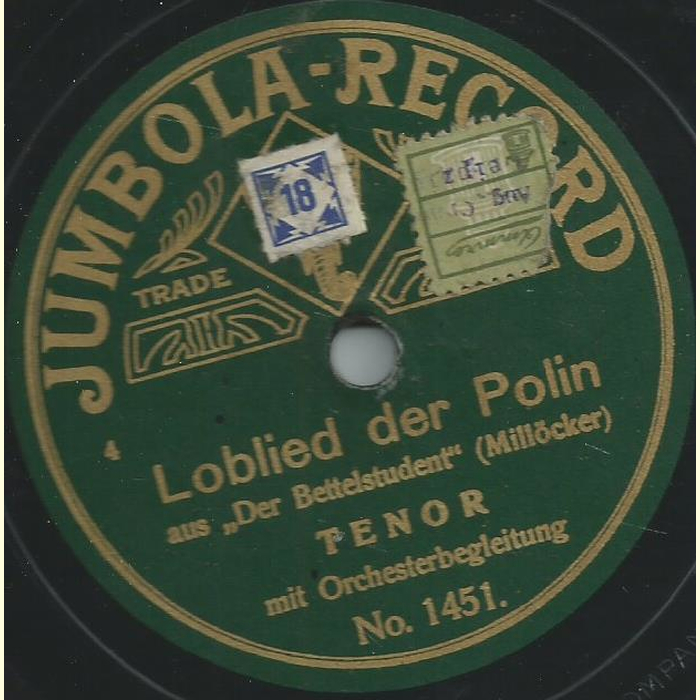 JUMBOLA-RECORD
18
TRADE
4
Loblied der Polin
aus „Der Bettelstudent“ (Millöcker)
TENOR
mit Orchesterbegleitung
No. 1451.